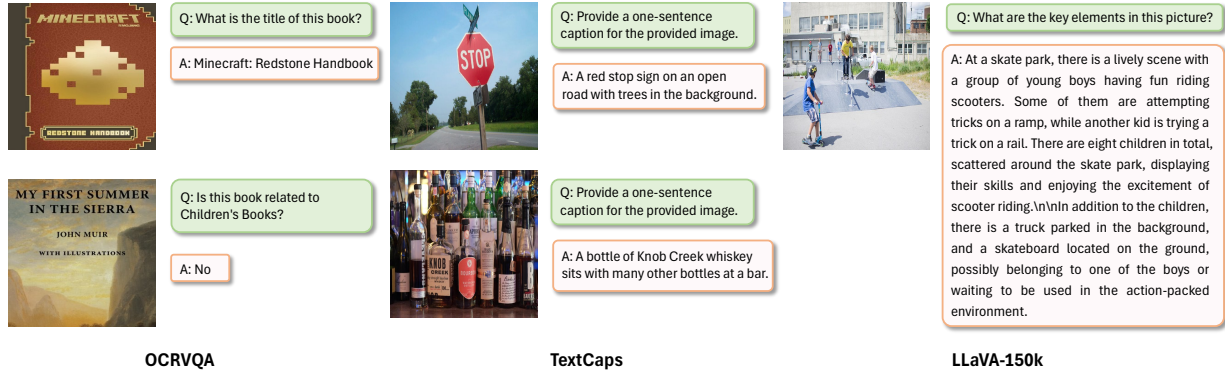 MINECRAFT
Q: What is the title of this book?
A: Minecraft: Redstone Handbook
REDSTONE HANDBOOK
MY FIRST SUMMER
IN THE SIERRA
JOHN MUIR
WITH ILLUSTRATIONS
Q: Is this book related to
Children's Books?
A: No
OCRVQA
STOP
Q: Provide a one-sentence
caption for the provided image.
A: A red stop sign on an open
road with trees in the background.
KNOB
CREEK
Q: Provide a one-sentence
caption for the provided image.
A: A bottle of Knob Creek whiskey
sits with many other bottles at a bar.
TextCaps
Q: What are the key elements in this picture?
A: At a skate park, there is a lively scene with
a group of young boys having fun riding
scooters. Some of them are attempting
tricks on a ramp, while another kid is trying a
trick on a rail. There are eight children in total,
scattered around the skate park, displaying
their skills and enjoying the excitement of
scooter riding.\n\nIn addition to the children,
there is a truck parked in the background,
and a skateboard located on the ground,
possibly belonging to one of the boys or
waiting to be used in the action-packed
environment.
LLaVA-150k